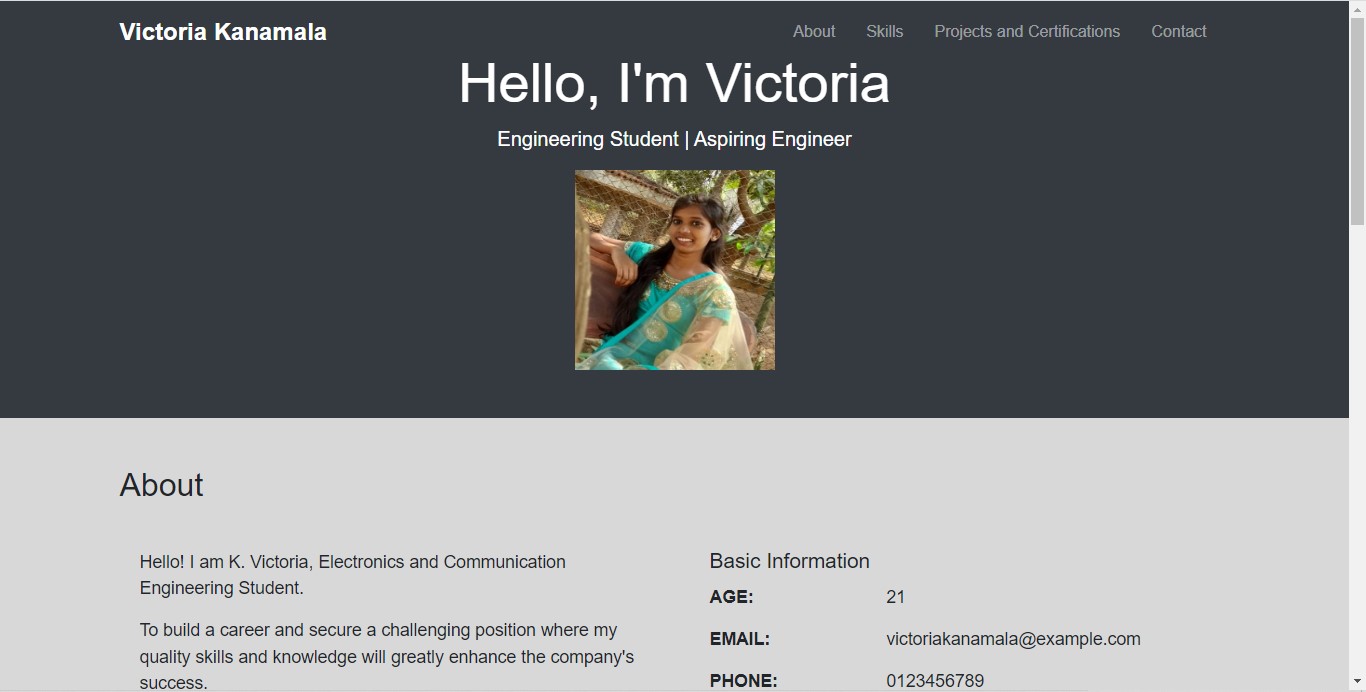 Victoria Kanamala
About Skills Projects and Certifications Contact
Hello, I'm Victoria
Engineering Student | Aspiring Engineer
About
Hello! I am K. Victoria, Electronics and Communication
Engineering Student.
To build a career and secure a challenging position where my
quality skills and knowledge will greatly enhance the company's
success.
Basic Information
AGE: 21
EMAIL: victoriakanamala@example.com
PHONE: 0123456789